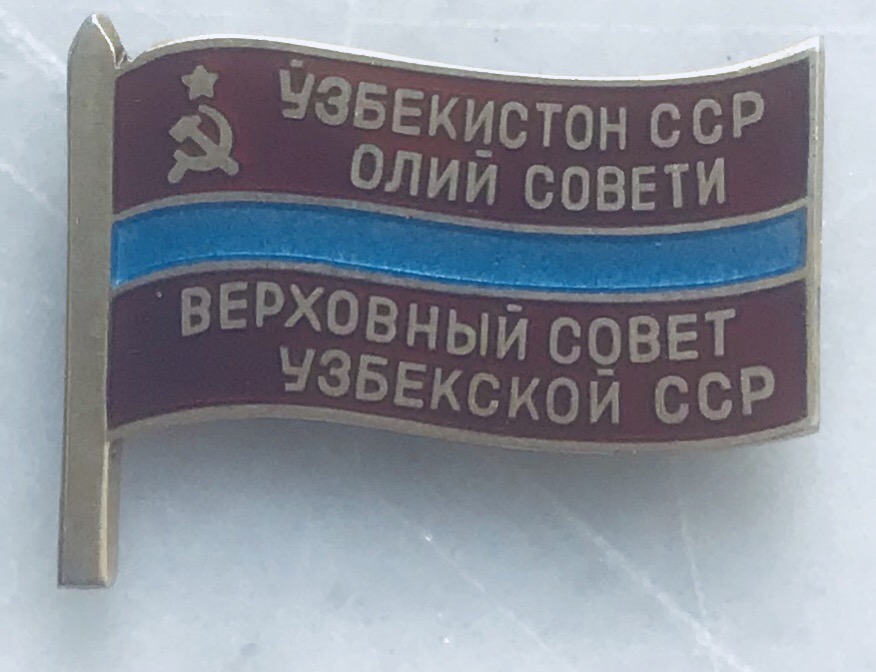 ЎЗБЕКИСТОН ССР
ОЛИЙ СОВЕТИ
ВЕРХОВНЫЙ СОВЕТ
УЗБЕКСКОЙ ССР